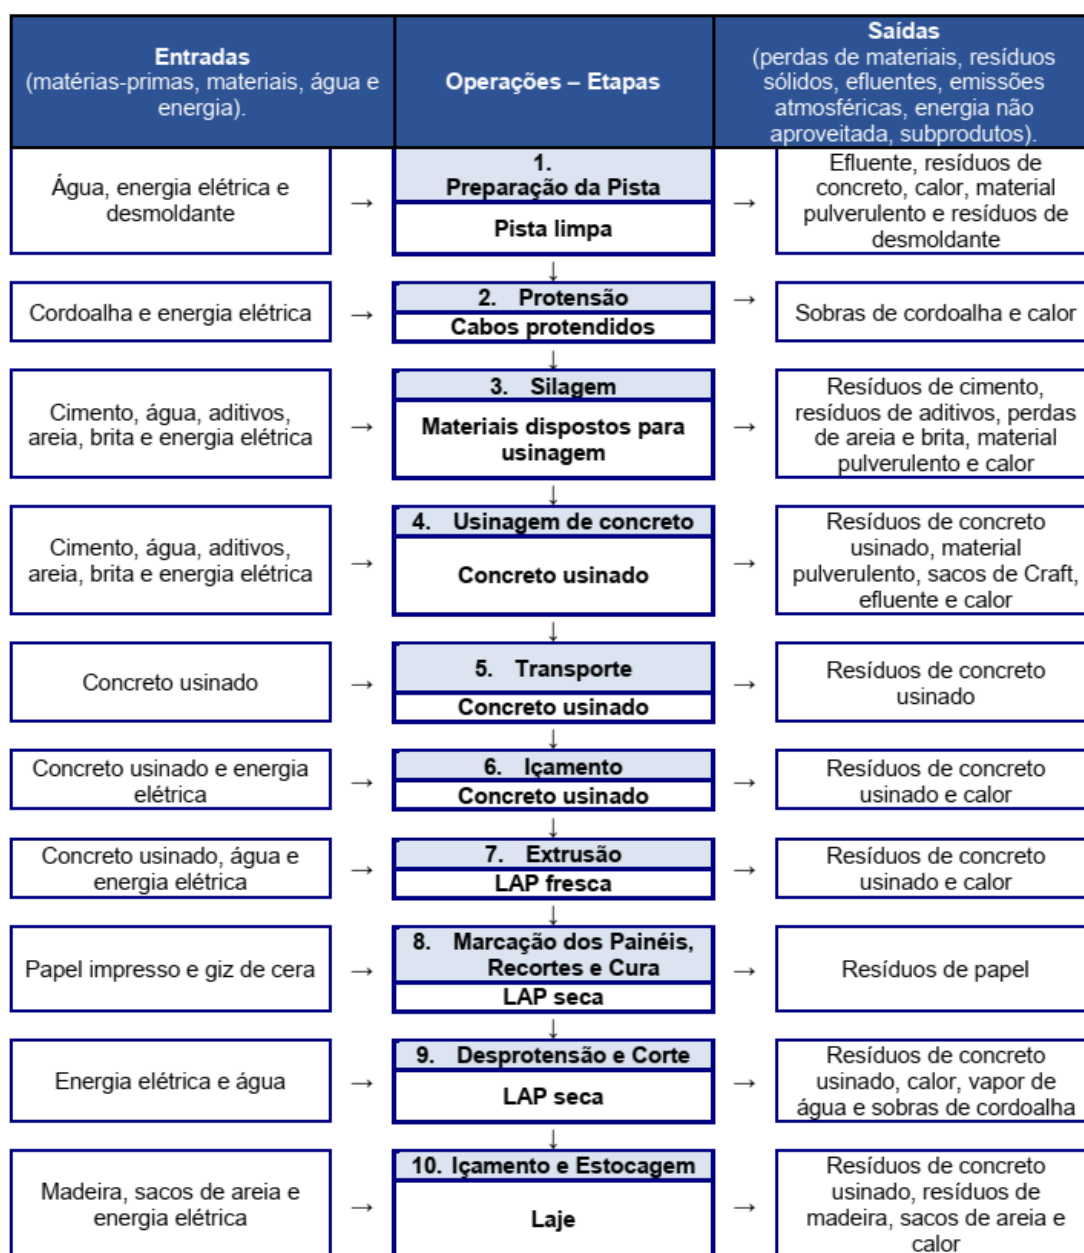 Entradas
(matérias-primas, materiais, água e
energia).
Operações – Etapas
Saídas
(perdas de materiais, resíduos
sólidos, efluentes, emissões
atmosféricas, energia não
aproveitada, subprodutos).
Água, energia elétrica e
desmoldante
→
1.
Preparação da Pista
Pista limpa
→
Efluente, resíduos de
concreto, calor, material
pulverulento e resíduos de
desmoldante
↓
Cordoalha e energia elétrica
→
2. Protensão
Cabos protendidos
→
Sobras de cordoalha e calor
↓
Cimento, água, aditivos,
areia, brita e energia elétrica
→
3. Silagem
Materiais dispostos para
usinagem
→
Resíduos de cimento,
resíduos de aditivos, perdas
de areia e brita, material
pulverulento e calor
↓
Cimento, água, aditivos,
areia, brita e energia elétrica
→
4. Usinagem de concreto
Concreto usinado
→
Resíduos de concreto
usinado, material
pulverulento, sacos de Craft,
efluente e calor
↓
Concreto usinado
→
5. Transporte
Concreto usinado
→
Resíduos de concreto
usinado
↓
Concreto usinado e energia
elétrica
→
6. Içamento
Concreto usinado
→
Resíduos de concreto
usinado e calor
↓
Concreto usinado, água e
energia elétrica
→
7. Extrusão
LAP fresca
→
Resíduos de concreto
usinado e calor
↓
Papel impresso e giz de cera
→
8. Marcação dos Painéis,
Recortes e Cura
LAP seca
→
Resíduos de papel
↓
Energia elétrica e água
→
9. Desprotensão e Corte
LAP seca
→
Resíduos de concreto
usinado, calor, vapor de
água e sobras de cordoalha
↓
Madeira, sacos de areia e
energia elétrica
→
10. Içamento e Estocagem
Laje
→
Resíduos de concreto
usinado, resíduos de
madeira, sacos de areia e
calor